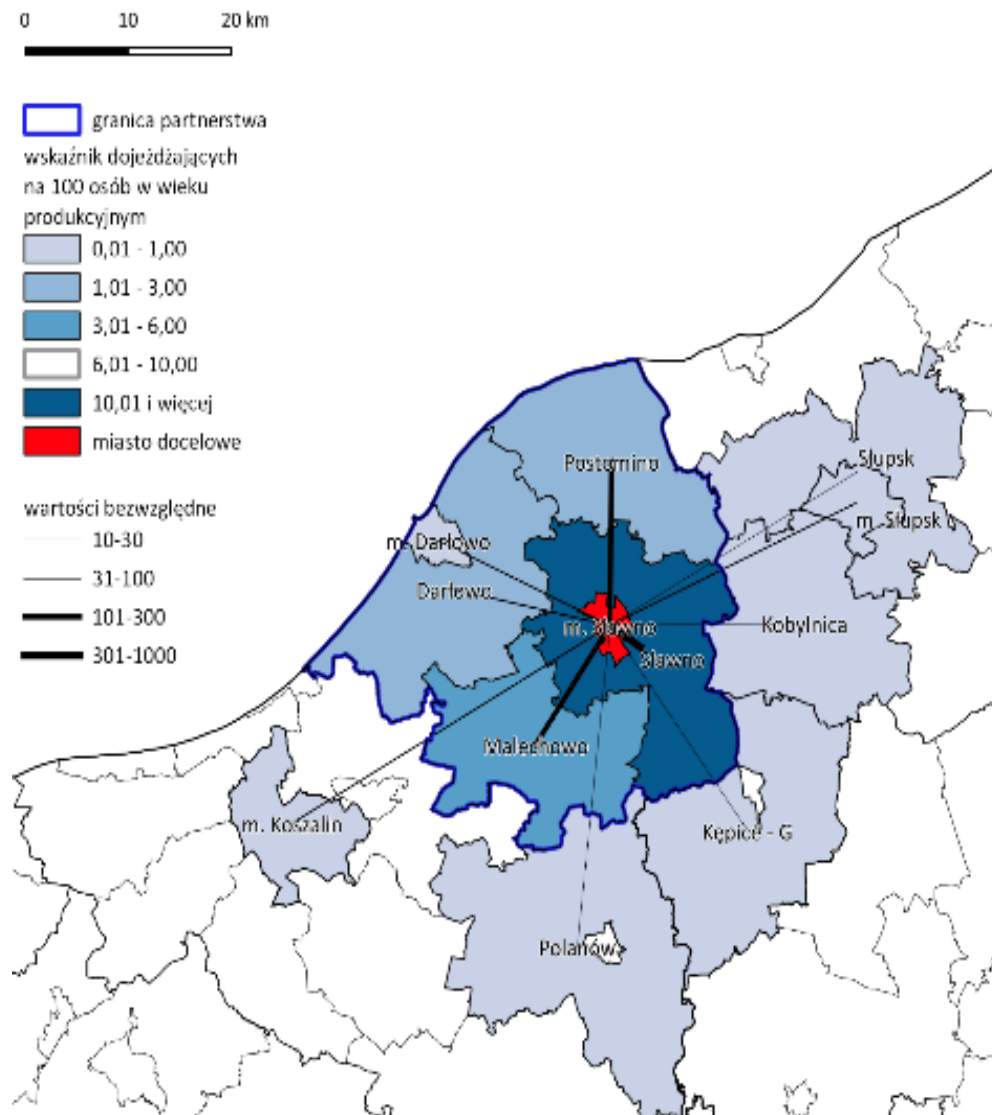 0 10 20 km
granica partnerstwa
wskaźnik dojeżdżających
na 100 osób w wieku
produkcyjnym
0,01 - 1,00
1,01 - 3,00
3,01 - 6,00
6,01 - 10,00
10,01 i więcej
miasto docelowe
wartości bezwzględne
10-30
31-100
101-300
301-1000
Postomino
Słupsk
m. Słupsk
m. Darłowo
Darłowo
m. Sławno
Kobylnica
Sławno
Malechowo
m. Koszalin
Kępice - G
Polanów